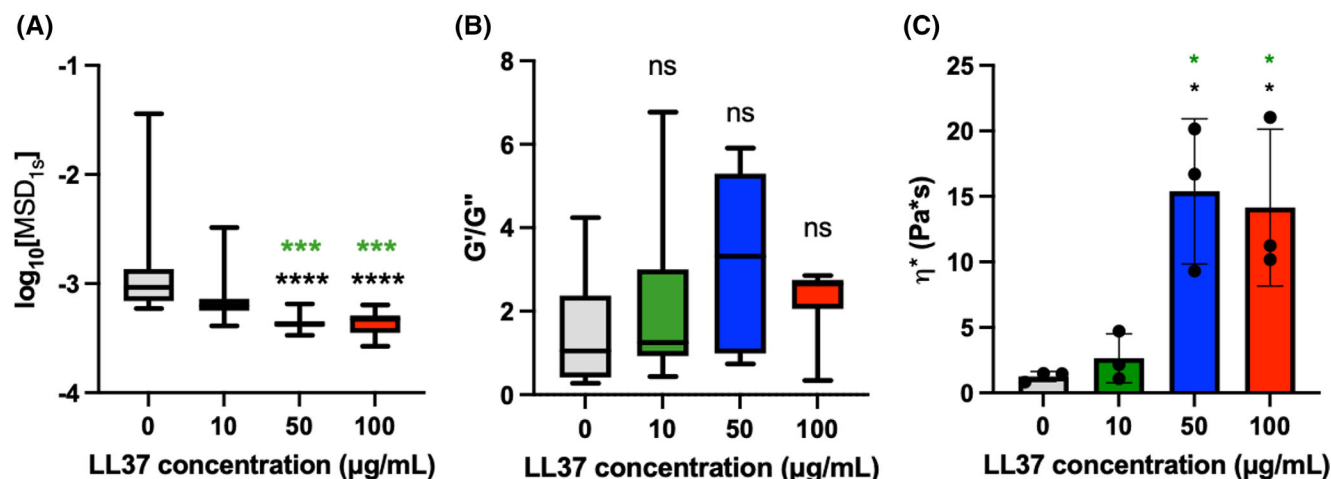 (A)
-1
-2
-3
-4
log10[MSD1s]
***
***
****
****
0
10
50
100
LL37 concentration (µg/mL)
(B)
8
6
4
2
0
G'/G"
ns
ns
ns
0
10
50
100
LL37 concentration (µg/mL)
(C)
25
20
15
10
5
0
η* (Pa*s)
*
*
*
*
0
10
50
100
LL37 concentration (µg/mL)